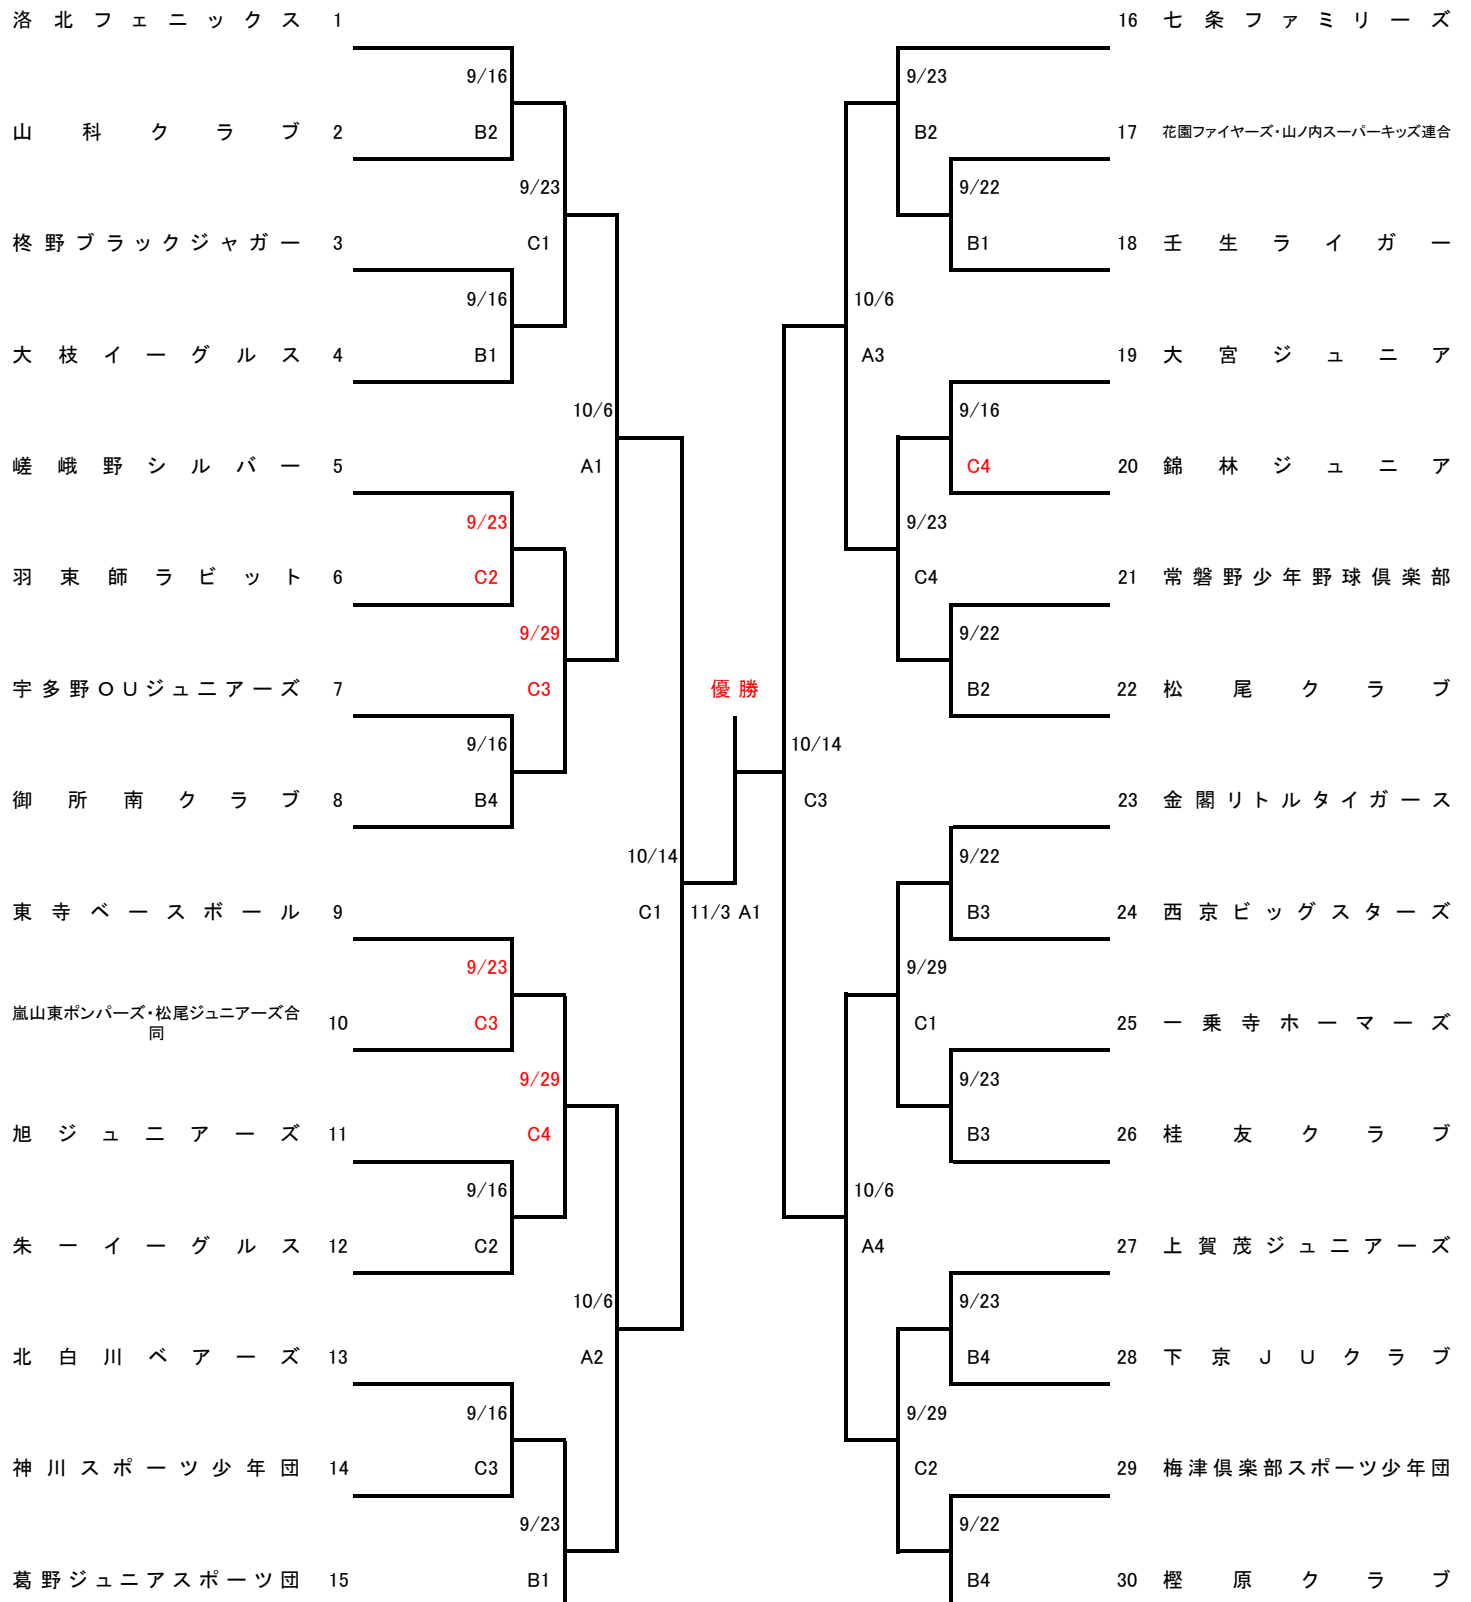 洛北フェニックス 1
9/16
山科クラブ 2 B2
9/23
柊野ブラックジャガー 3 C1
9/16
大枝イーグルス 4 B1
10/6
嵯峨野シルバー 5 A1
9/23
羽束師ラビット 6 C2
9/29
宇多野OUジュニアーズ 7 C3
9/16
御所南クラブ 8 B4
10/14
東寺ベースボール 9 C1
9/23
嵐山東ポンパーズ・松尾ジュニアーズ合
同
10 C3
9/29
旭ジュニアーズ 11 C4
9/16
朱一イーグルス 12 C2
10/6
北白川ベアーズ 13 A2
9/16
神川スポーツ少年団 14 C3
9/23
葛野ジュニアスポーツ団 15 B1
優勝
11/3 A1
16 七条ファミリーズ
9/23
B2 17 花園ファイヤーズ・山ノ内スーパーキッズ連合
9/22
B1 18 壬生ライガー
10/6
A3 19 大宮ジュニア
9/16
C4 20 錦林ジュニア
9/23
C4 21 常磐野少年野球倶楽部
9/22
B2 22 松尾クラブ
10/14
C3 23 金閣リトルタイガース
9/22
B3 24 西京ビッグスターズ
9/29
C1 25 一乗寺ホーマーズ
9/23
B3 26 桂友クラブ
10/6
A4 27 上賀茂ジュニアーズ
9/23
B4 28 下京JUクラブ
9/29
C2 29 梅津倶楽部スポーツ少年団
9/22
B4 30 樫原クラブ